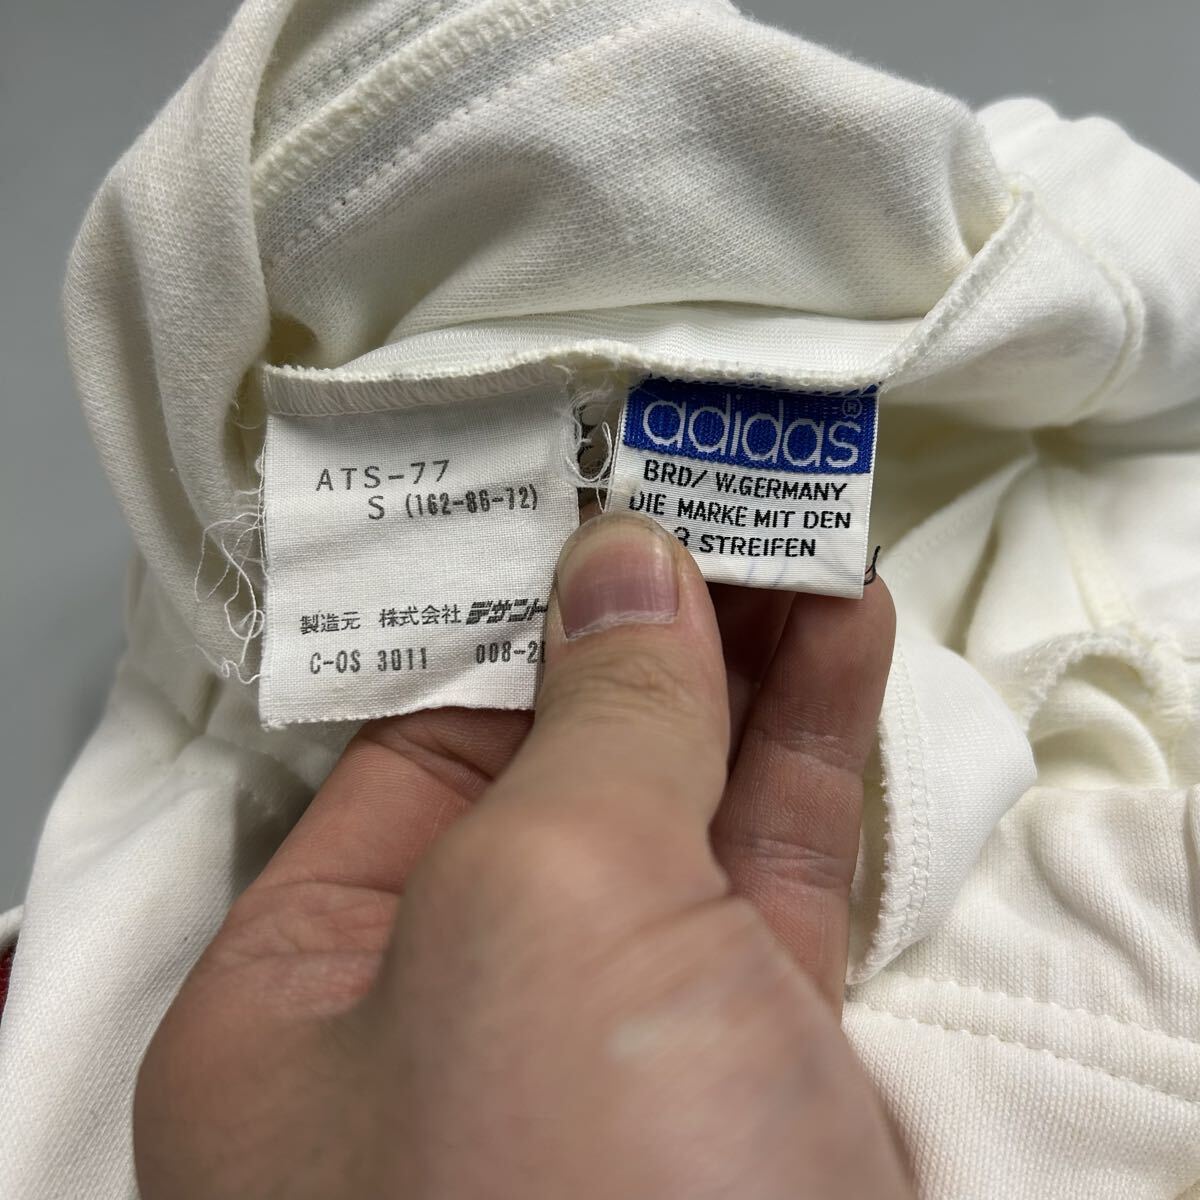 ATS-77
S (162-86-72)
製造元 株式会社 デサント
C-OS 3011 008-2
adidas®
BRD/ W.GERMANY
DIE MARKE MIT DEN
3 STREIFEN